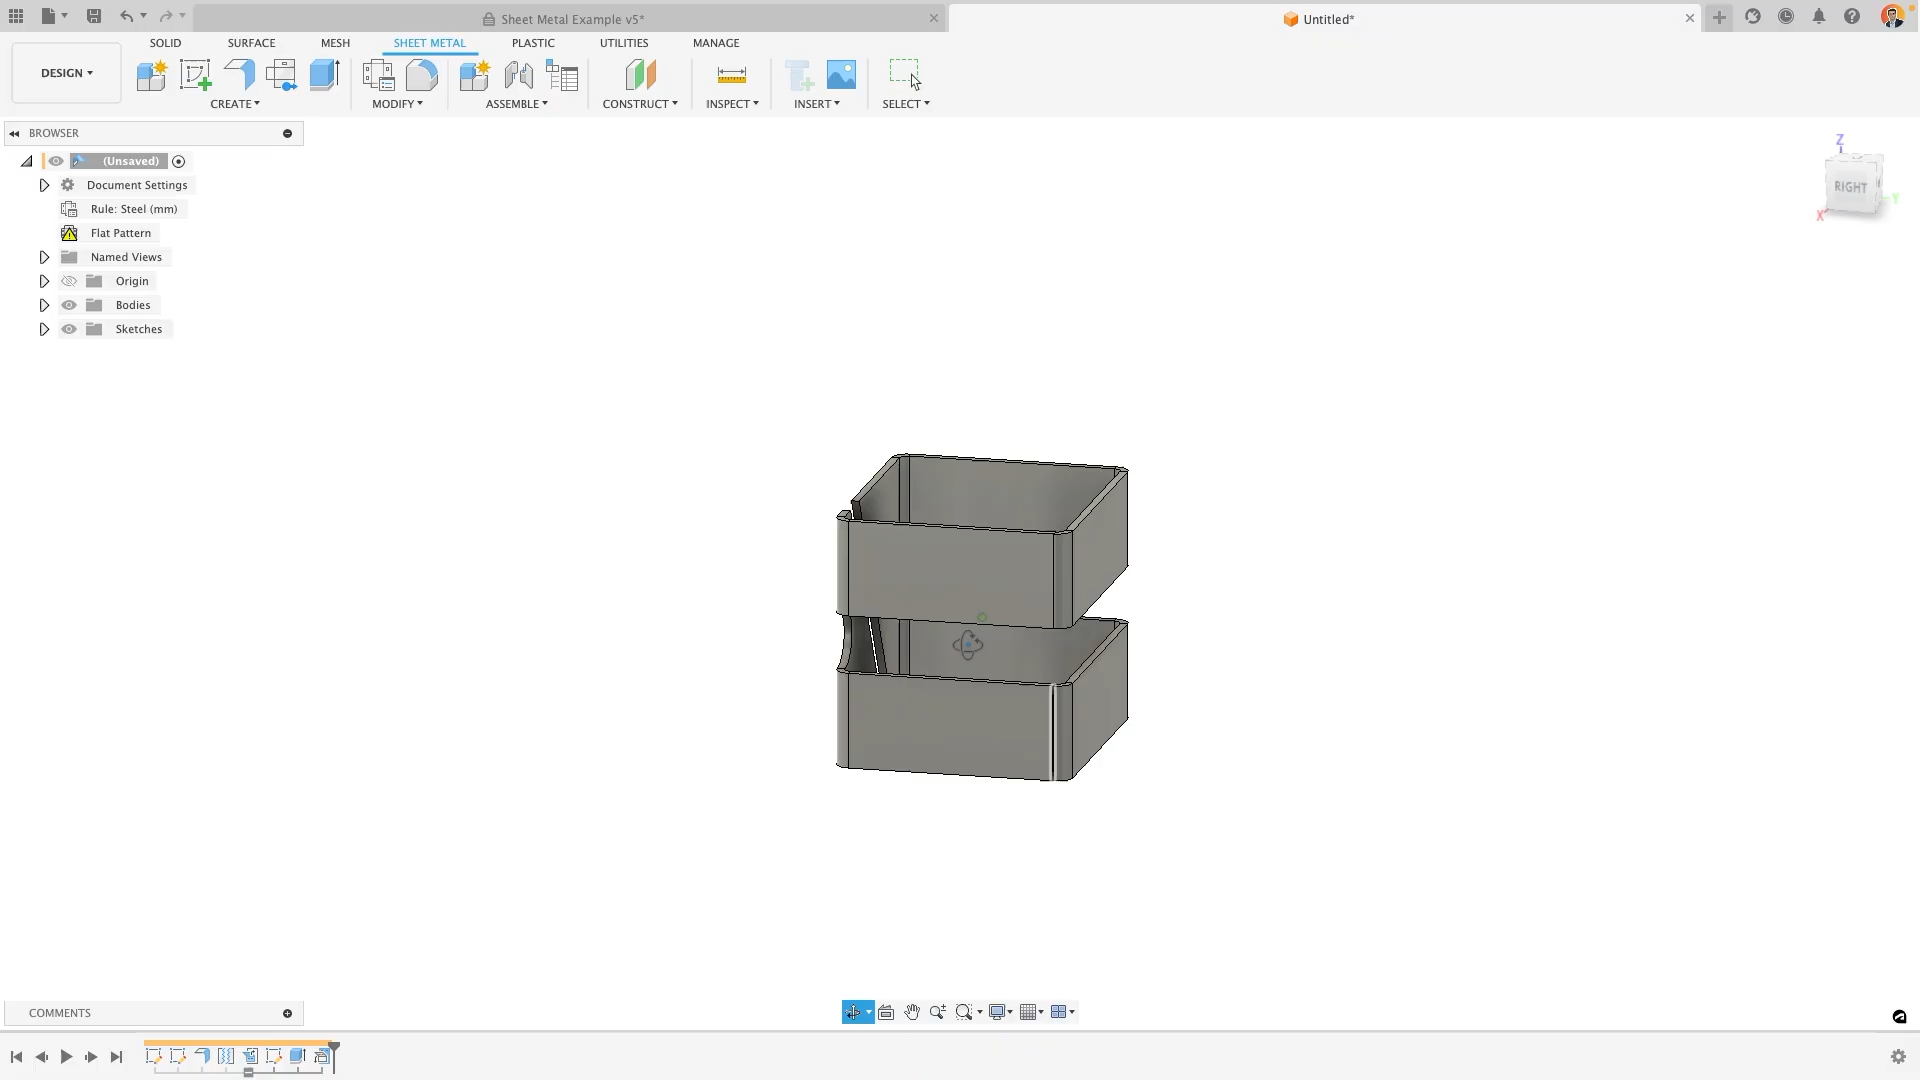 Sheet Metal Example v5*
Untitled*
SOLID
SURFACE
MESH
SHEET METAL
PLASTIC
UTILITIES
MANAGE
DESIGN
CREATE
MODIFY
ASSEMBLE
CONSTRUCT
INSPECT
INSERT
SELECT
BROWSER
(Unsaved)
Document Settings
Rule: Steel (mm)
Flat Pattern
Named Views
Origin
Bodies
Sketches
Z
RIGHT
Y
X
COMMENTS